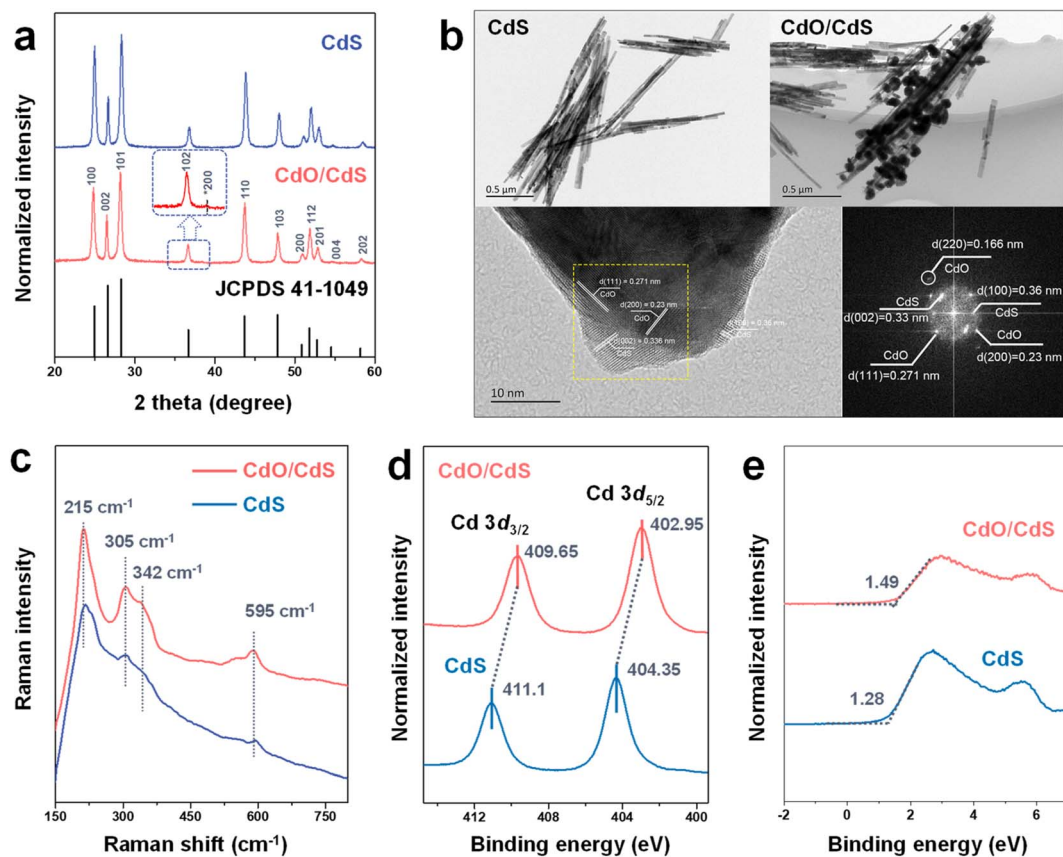 a
CdS
CdO/CdS
100
002
101
102
*200
110
103
200
112
201
004
202
JCPDS 41-1049
Normalized intensity
10 20 30 40 50 60
2 theta (degree)
b
CdS
0.5 µm
CdO/CdS
0.5 µm
d(111) = 0.271 nm
CdO
d(200) = 0.23 nm
CdO
d(002) = 0.336 nm
CdS
CdS
10 nm
d(220)=0.166 nm
CdO
CdS
d(002)=0.33 nm
d(100)=0.36 nm
CdS
CdO
d(200)=0.23 nm
CdO
d(111)=0.271 nm
c
CdO/CdS
CdS
215 cm-1
305 cm-1
342 cm-1
595 cm-1
Raman intensity
150 300 450 600 750
Raman shift (cm-1)
d
CdO/CdS
Cd 3d5/2
Cd 3d3/2
402.95
409.65
CdS
404.35
411.1
Normalized intensity
412 408 404 400
Binding energy (eV)
e
CdO/CdS
1.49
CdS
1.28
Normalized intensity
-2 0 2 4 6
Binding energy (eV)